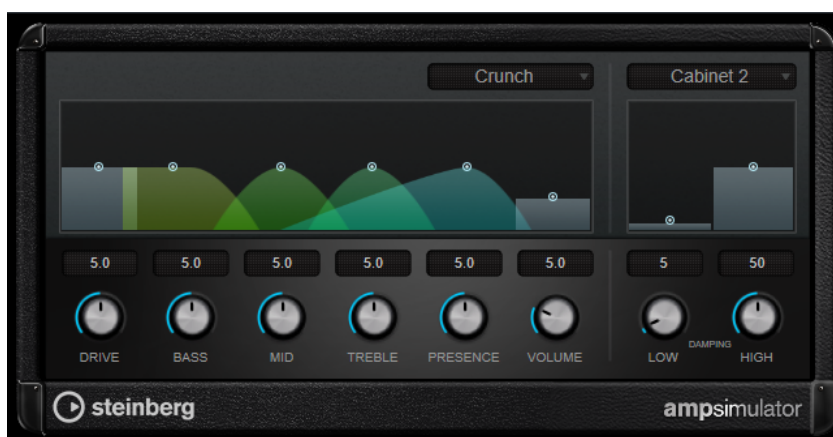 Crunch
Cabinet 2
5.0 5.0 5.0 5.0 5.0 5.0 5 50
DRIVE BASS MID TREBLE PRESENCE VOLUME LOW DAMPING HIGH
steinberg
ampsimulator